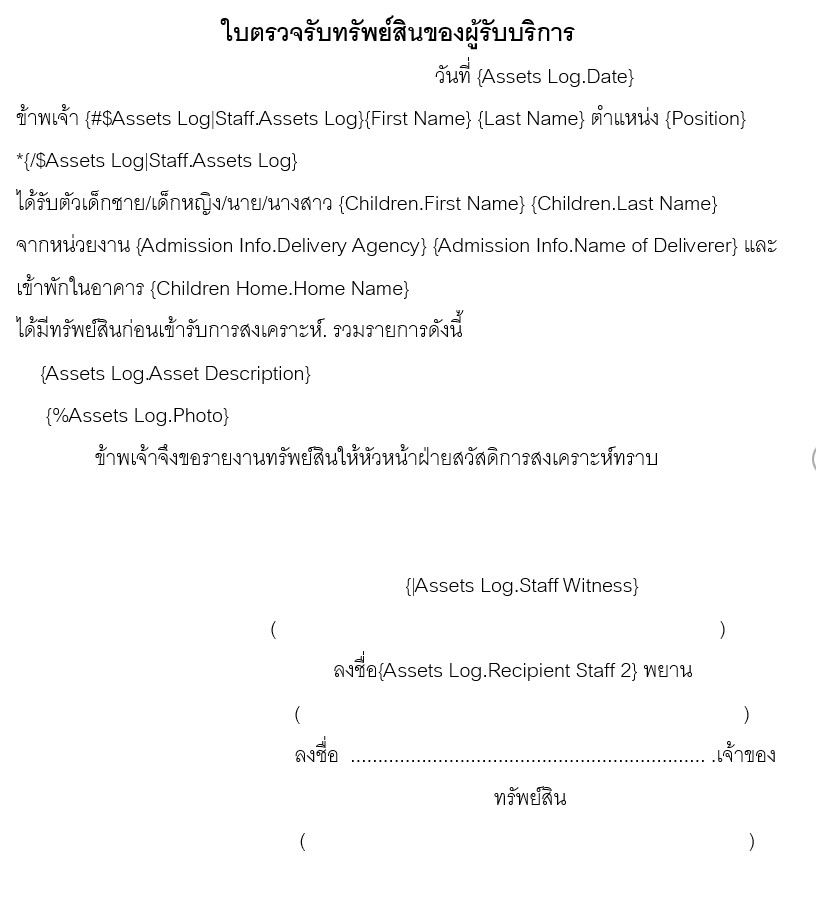 ใบตรวจรับทรัพย์สินของผู้รับบริการ
วันที่ {Assets Log.Date}
ข้าพเจ้า {#$Assets Log|Staff.Assets Log}{First Name} {Last Name} ตำแหน่ง {Position}
*{/$Assets Log|Staff.Assets Log}
ได้รับตัวเด็กชาย/เด็กหญิง/นาย/นางสาว {Children.First Name} {Children.Last Name}
จากหน่วยงาน {Admission Info.Delivery Agency} {Admission Info.Name of Deliverer} และ
เข้าพักในอาคาร {Children Home.Home Name}
ได้มีทรัพย์สินก่อนเข้ารับการสงเคราะห์. รวมรายการดังนี้
{Assets Log.Asset Description}
{%Assets Log.Photo}
ข้าพเจ้าจึงขอรายงานทรัพย์สินให้หัวหน้าฝ่ายสวัสดิการสงเคราะห์ทราบ
{|Assets Log.Staff Witness}
( )
ลงชื่อ{Assets Log.Recipient Staff 2} พยาน
( )
ลงชื่อ ................................................................. .เจ้าของ
ทรัพย์สิน
( )